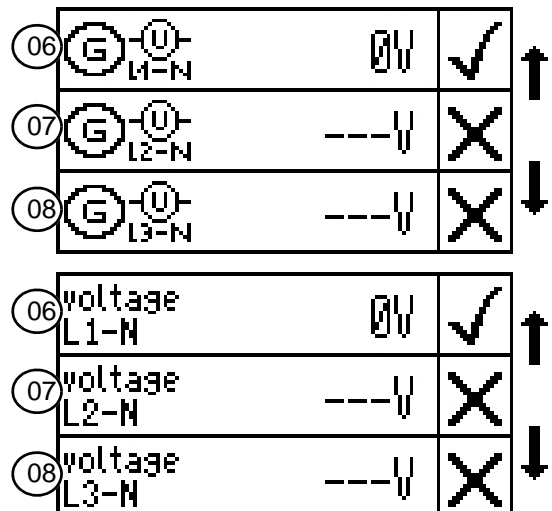 06 G U L1-N 0V
07 G U L2-N ---V
08 G U L3-N ---V
06 voltage 0V
L1-N
07 voltage ---V
L2-N
08 voltage ---V
L3-N